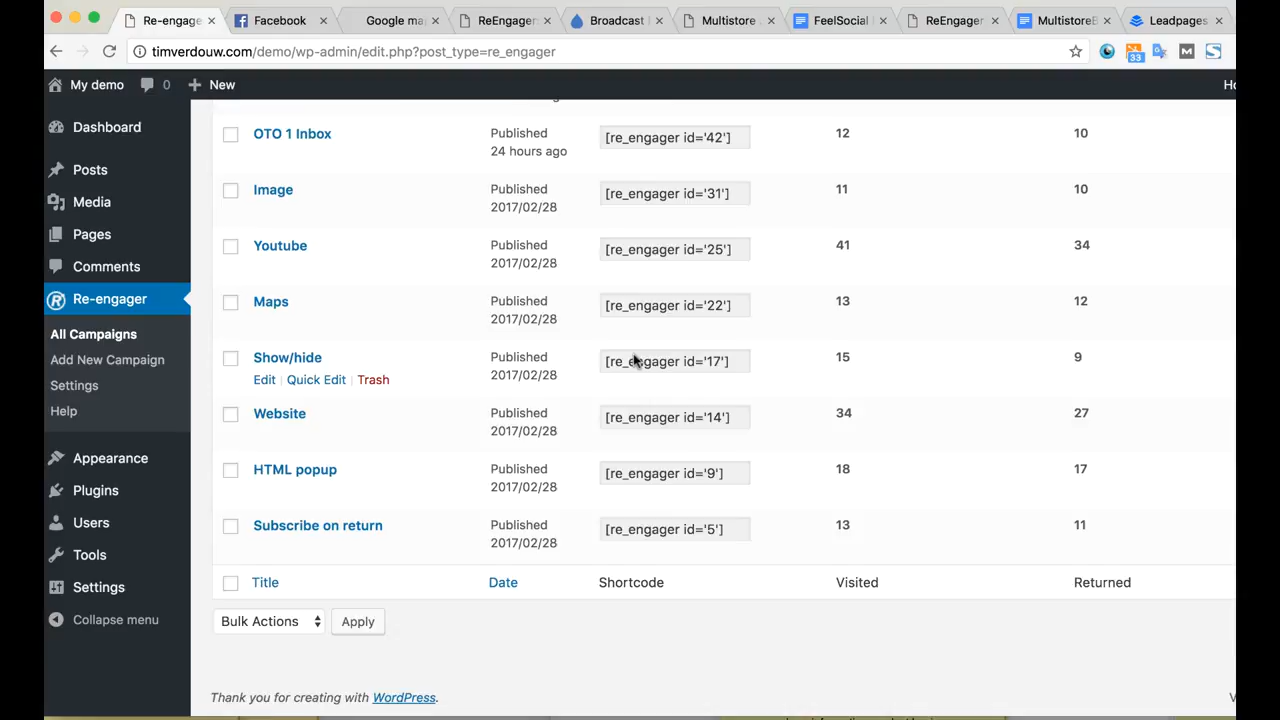 Re-engage
Facebook
Google ma
ReEngager
Broadcast
Multistore
FeelSocial
ReEngager
MultistoreB
Leadpages
timverdouw.com/demo/wp-admin/edit.php?post_type=re_engager
33
M
S
My demo
0
New
Dashboard
Posts
Media
Pages
Comments
Re-engager
All Campaigns
Add New Campaign
Settings
Help
Appearance
Plugins
Users
Tools
Settings
Collapse menu
OTO 1 Inbox Published [re_engager id='42'] 12 10
24 hours ago
Image Published [re_engager id='31'] 11 10
2017/02/28
Youtube Published [re_engager id='25'] 41 34
2017/02/28
Maps Published [re_engager id='22'] 13 12
2017/02/28
Show/hide Published [re_engager id='17'] 15 9
Edit | Quick Edit | Trash 2017/02/28
Website Published [re_engager id='14'] 34 27
2017/02/28
HTML popup Published [re_engager id='9'] 18 17
2017/02/28
Subscribe on return Published [re_engager id='5'] 13 11
2017/02/28
Title Date Shortcode Visited Returned
Bulk Actions Apply
Thank you for creating with WordPress.